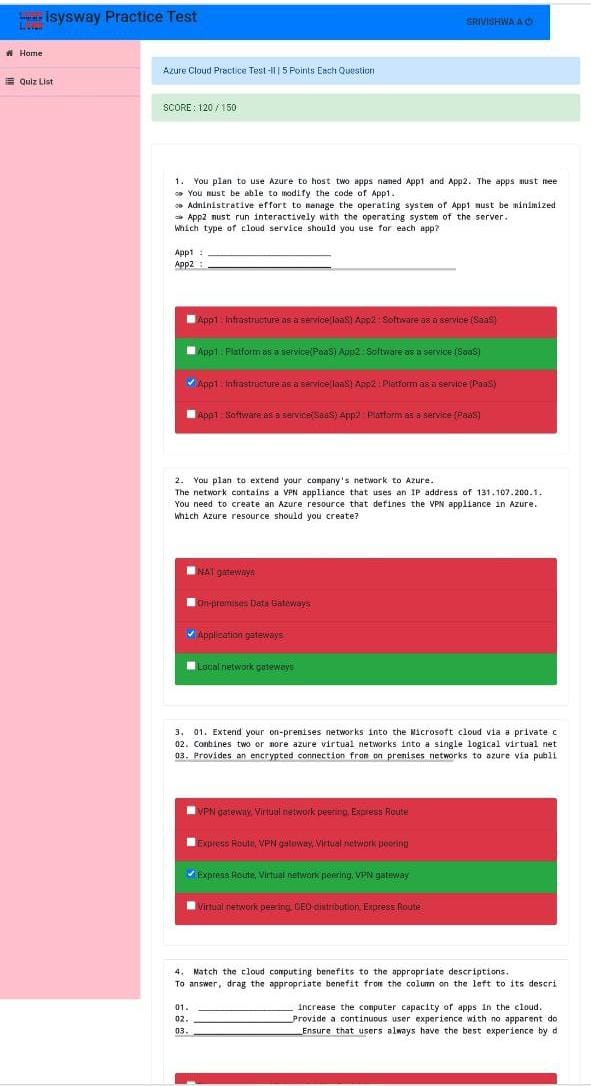 isysway Practice Test
SRIVISHWA A
Home
Quiz List
Azure Cloud Practice Test -II | 5 Points Each Question
SCORE : 120 / 150
1. You plan to use Azure to host two apps named App1 and App2. The apps must mee
You must be able to modify the code of App1.
Administrative effort to manage the operating system of App1 must be minimized
App2 must run interactively with the operating system of the server.
Which type of cloud service should you use for each app?
App1 :
App2 :
App1 : Infrastructure as a service(IaaS) App2 : Software as a service (SaaS)
App1 : Platform as a service(PaaS) App2 : Software as a service (SaaS)
App1 : Infrastructure as a service(IaaS) App2 : Platform as a service (PaaS)
App1 : Software as a service(SaaS) App2 : Platform as a service (PaaS)
2. You plan to extend your company's network to Azure.
The network contains a VPN appliance that uses an IP address of 131.107.200.1.
You need to create an Azure resource that defines the VPN appliance in Azure.
Which Azure resource should you create?
NAT gateways
On-premises Data Gateways
Application gateways
Local network gateways
3. 01. Extend your on-premises networks into the Microsoft cloud via a private c
02. Combines two or more azure virtual networks into a single logical virtual net
03. Provides an encrypted connection from on premises networks to azure via publi
VPN gateway, Virtual network peering, Express Route
Express Route, VPN gateway, Virtual network peering
Express Route, Virtual network peering, VPN gateway
Virtual network peering, GEO distribution, Express Route
4. Match the cloud computing benefits to the appropriate descriptions.
To answer, drag the appropriate benefit from the column on the left to its descri
01. ____________________ increase the computer capacity of apps in the cloud.
02. ____________________Provide a continuous user experience with no apparent do
03. ______________________Ensure that users always have the best experience by d